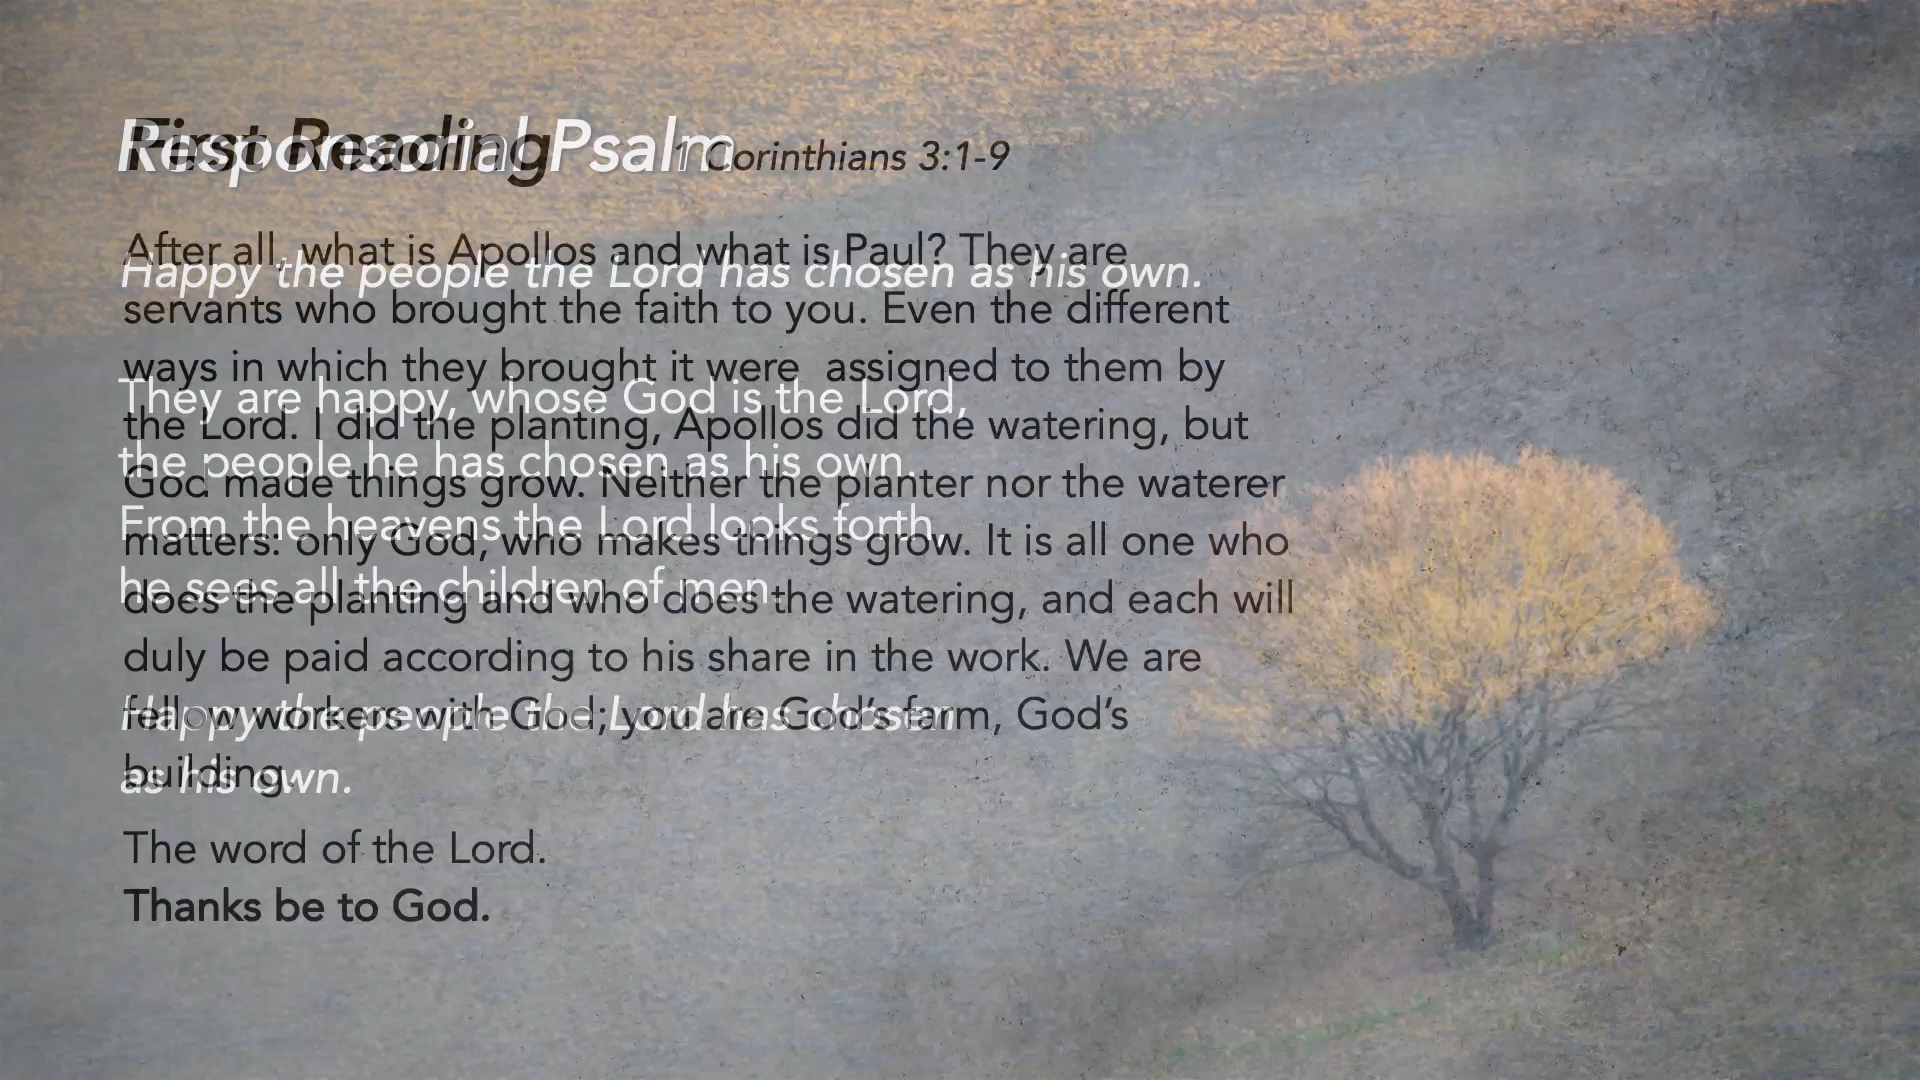 First Reading 1 Corinthians 3:1-9
After all, what is Apollos and what is Paul? They are
servants who brought the faith to you. Even the different
ways in which they brought it were assigned to them by
the Lord. I did the planting, Apollos did the watering, but
God made things grow. Neither the planter nor the waterer
matters: only God, who makes things grow. It is all one who
does the planting and who does the watering, and each will
duly be paid according to his share in the work. We are
fellow workers with God; you are God’s farm, God’s
building.
The word of the Lord.
Thanks be to God.
Responsorial Psalm
Happy the people the Lord has chosen as his own.
They are happy, whose God is the Lord,
the people he has chosen as his own.
From the heavens the Lord looks forth,
he sees all the children of men.
Happy the people the Lord has chosen
as his own.